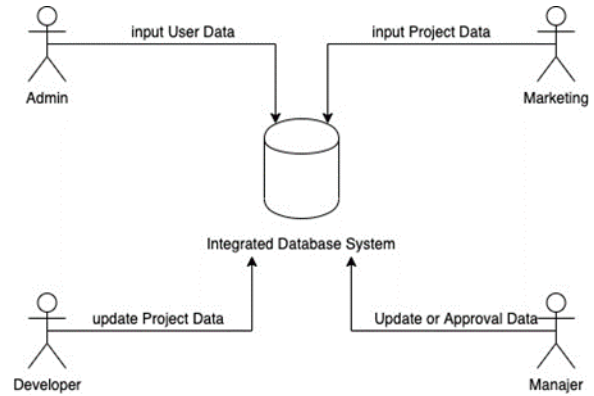 input User Data
input Project Data
Admin
Marketing
Integrated Database System
update Project Data
Update or Approval Data
Developer
Manajer